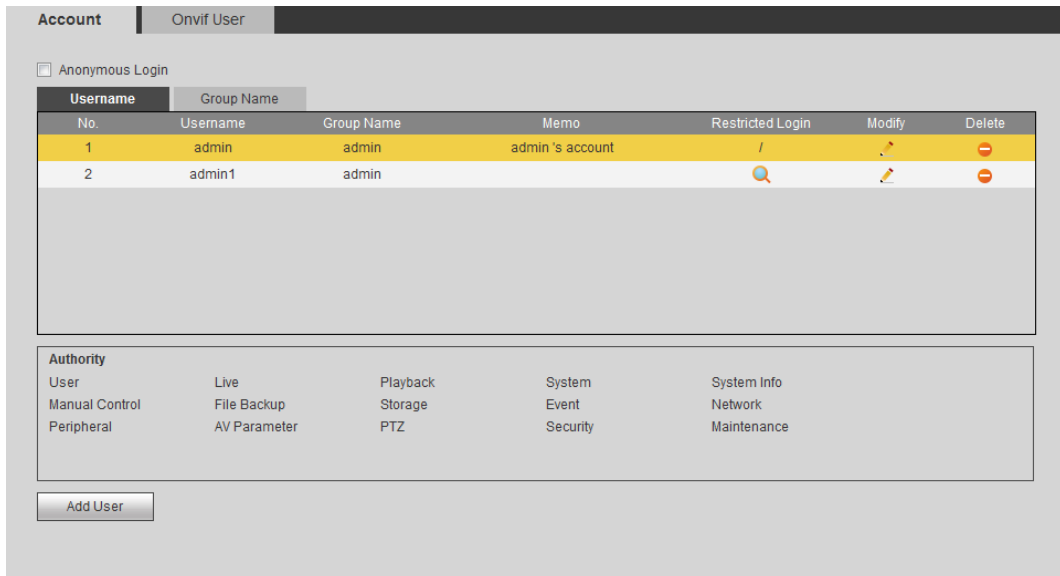 Account Onvif User
Anonymous Login
Username Group Name
No. Username Group Name Memo Restricted Login Modify Delete
1 admin admin admin 's account /
2 admin1 admin
Authority
User Live Playback System System Info
Manual Control File Backup Storage Event Network
Peripheral AV Parameter PTZ Security Maintenance
Add User